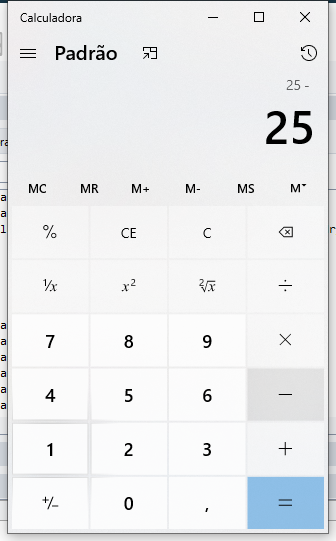 Calculadora
Padrão
25 -
25
MC MR M+ M- MS M˅
% CE C
¹/x x² ²√x ÷
7 8 9 ×
4 5 6 −
1 2 3 +
+/− 0 , =